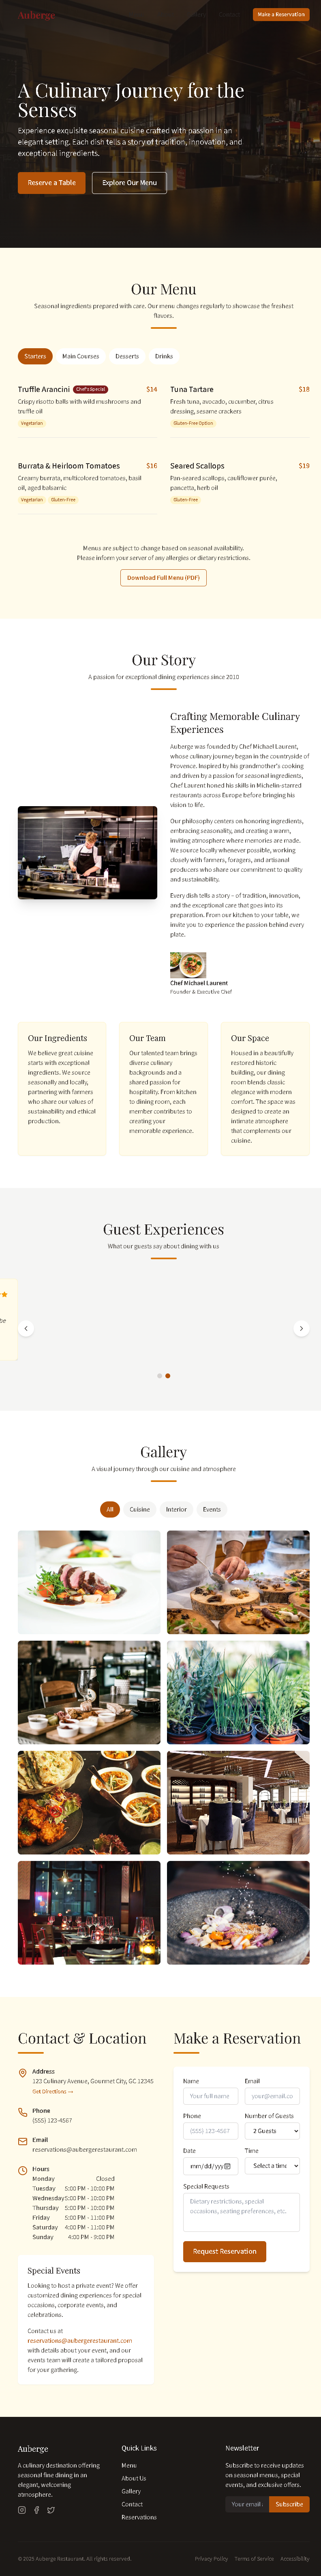 Auberge
Make a Reservation
A Culinary Journey for the
Senses
Experience exquisite seasonal cuisine crafted with passion in an
elegant setting. Each dish tells a story of tradition, innovation, and
exceptional ingredients.
Reserve a Table
Explore Our Menu
Our Menu
Seasonal ingredients prepared with care. Our menu changes regularly to showcase the freshest
flavors.
Starters
Main Courses
Desserts
Drinks
Truffle Arancini Chef's Special $14
Crispy risotto balls with wild mushrooms and
truffle oil
Vegetarian
Tuna Tartare $18
Fresh tuna, avocado, cucumber, citrus
dressing, sesame crackers
Gluten-Free Option
Burrata & Heirloom Tomatoes $16
Creamy burrata, multicolored tomatoes, basil
oil, aged balsamic
Vegetarian Gluten-Free
Seared Scallops $19
Pan-seared scallops, cauliflower purée,
pancetta, herb oil
Gluten-Free
Menus are subject to change based on seasonal availability.
Please inform your server of any allergies or dietary restrictions.
Download Full Menu (PDF)
Our Story
A passion for exceptional dining experiences since 2010
Crafting Memorable Culinary
Experiences
Auberge was founded by Chef Michael Laurent,
whose culinary journey began in the countryside of
Provence. Inspired by his grandmother's cooking
and driven by a passion for seasonal ingredients,
Chef Laurent honed his skills in Michelin-starred
restaurants across Europe before bringing his
vision to life.
Our philosophy centers on honoring ingredients,
embracing seasonality, and creating a warm,
inviting atmosphere where memories are made.
We source locally whenever possible, working
closely with farmers, foragers, and artisanal
producers who share our commitment to quality
and sustainability.
Every dish tells a story – of tradition, innovation,
and the exceptional care that goes into its
preparation. From our kitchen to your table, we
invite you to experience the passion behind every
plate.
Chef Michael Laurent
Founder & Executive Chef
Our Ingredients
We believe great cuisine
starts with exceptional
ingredients. We source
seasonally and locally,
partnering with farmers
who share our values of
sustainability and ethical
production.
Our Team
Our talented team brings
diverse culinary
backgrounds and a
shared passion for
hospitality. From kitchen
to dining room, each
member contributes to
creating your
memorable experience.
Our Space
Housed in a beautifully
restored historic
building, our dining
room blends classic
elegance with modern
comfort. The space was
designed to create an
intimate atmosphere
that complements our
cuisine.
Guest Experiences
What our guests say about dining with us
Gallery
A visual journey through our cuisine and atmosphere
All
Cuisine
Interior
Events
Contact & Location
Address
123 Culinary Avenue, Gourmet City, GC 12345
Get Directions →
Phone
(555) 123-4567
Email
reservations@aubergerestaurant.com
Hours
Monday Closed
Tuesday 5:00 PM - 10:00 PM
Wednesday 5:00 PM - 10:00 PM
Thursday 5:00 PM - 10:00 PM
Friday 5:00 PM - 11:00 PM
Saturday 4:00 PM - 11:00 PM
Sunday 4:00 PM - 9:00 PM
Special Events
Looking to host a private event? We offer
customized dining experiences for special
occasions, corporate events, and
celebrations.
Contact us at
reservations@aubergerestaurant.com
with details about your event, and our
events team will create a tailored proposal
for your gathering.
Make a Reservation
Name
Your full name
Email
your@email.co
Phone
(555) 123-4567
Number of Guests
2 Guests
Date
mm/dd/yyyy
Time
Select a time
Special Requests
Dietary restrictions, special
occasions, seating preferences, etc.
Request Reservation
Auberge
A culinary destination offering
seasonal fine dining in an
elegant, welcoming
atmosphere.
Quick Links
Menu
About Us
Gallery
Contact
Reservations
Newsletter
Subscribe to receive updates
on seasonal menus, special
events, and exclusive offers.
Your email
Subscribe
© 2025 Auberge Restaurant. All rights reserved.
Privacy Policy
Terms of Service
Accessibility